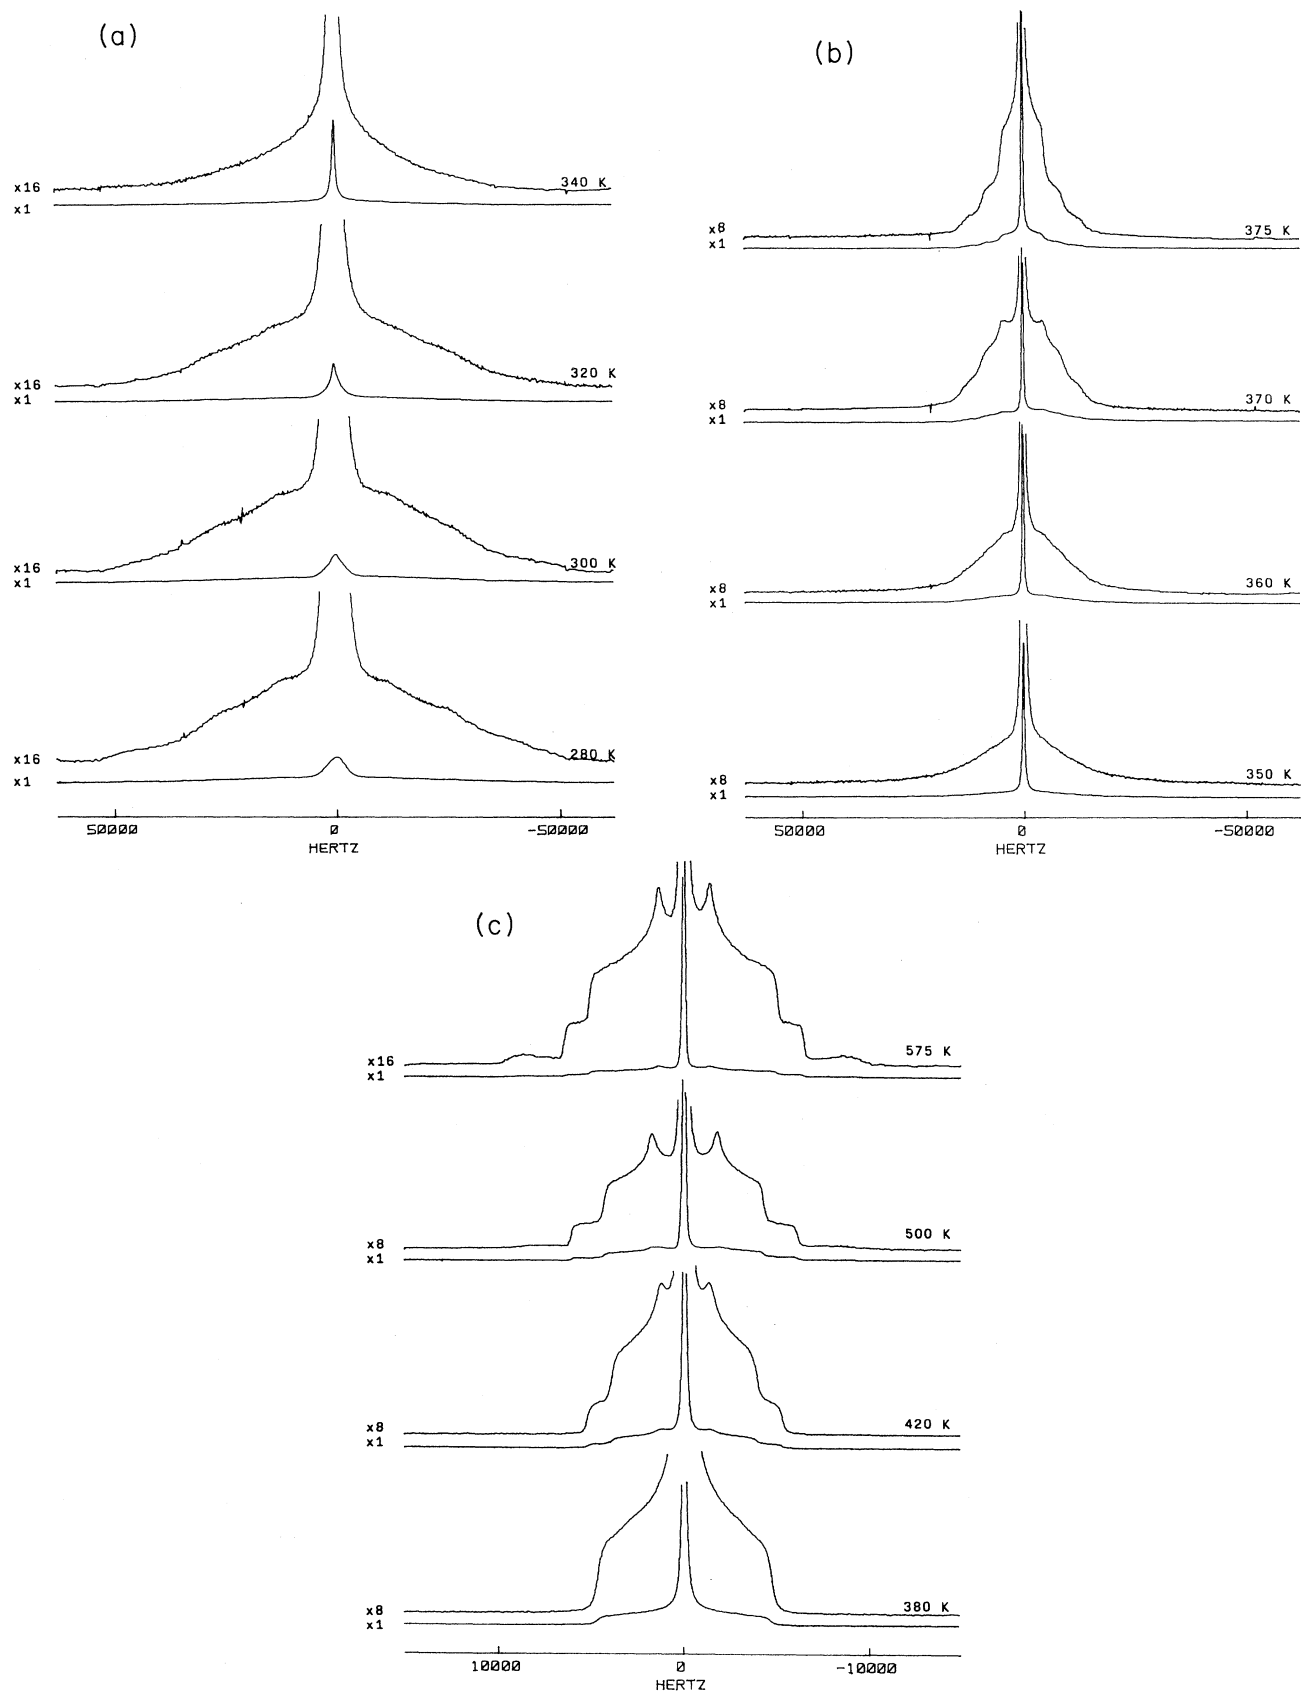 (a)
x16
x1
340 K
x16
x1
320 K
x16
x1
300 K
x16
x1
280 K
50000 0 -50000
HERTZ
(b)
x8
x1
375 K
x8
x1
370 K
x8
x1
360 K
x8
x1
350 K
50000 0 -50000
HERTZ
(c)
x16
x1
575 K
x8
x1
500 K
x8
x1
420 K
x8
x1
380 K
10000 0 -10000
HERTZ